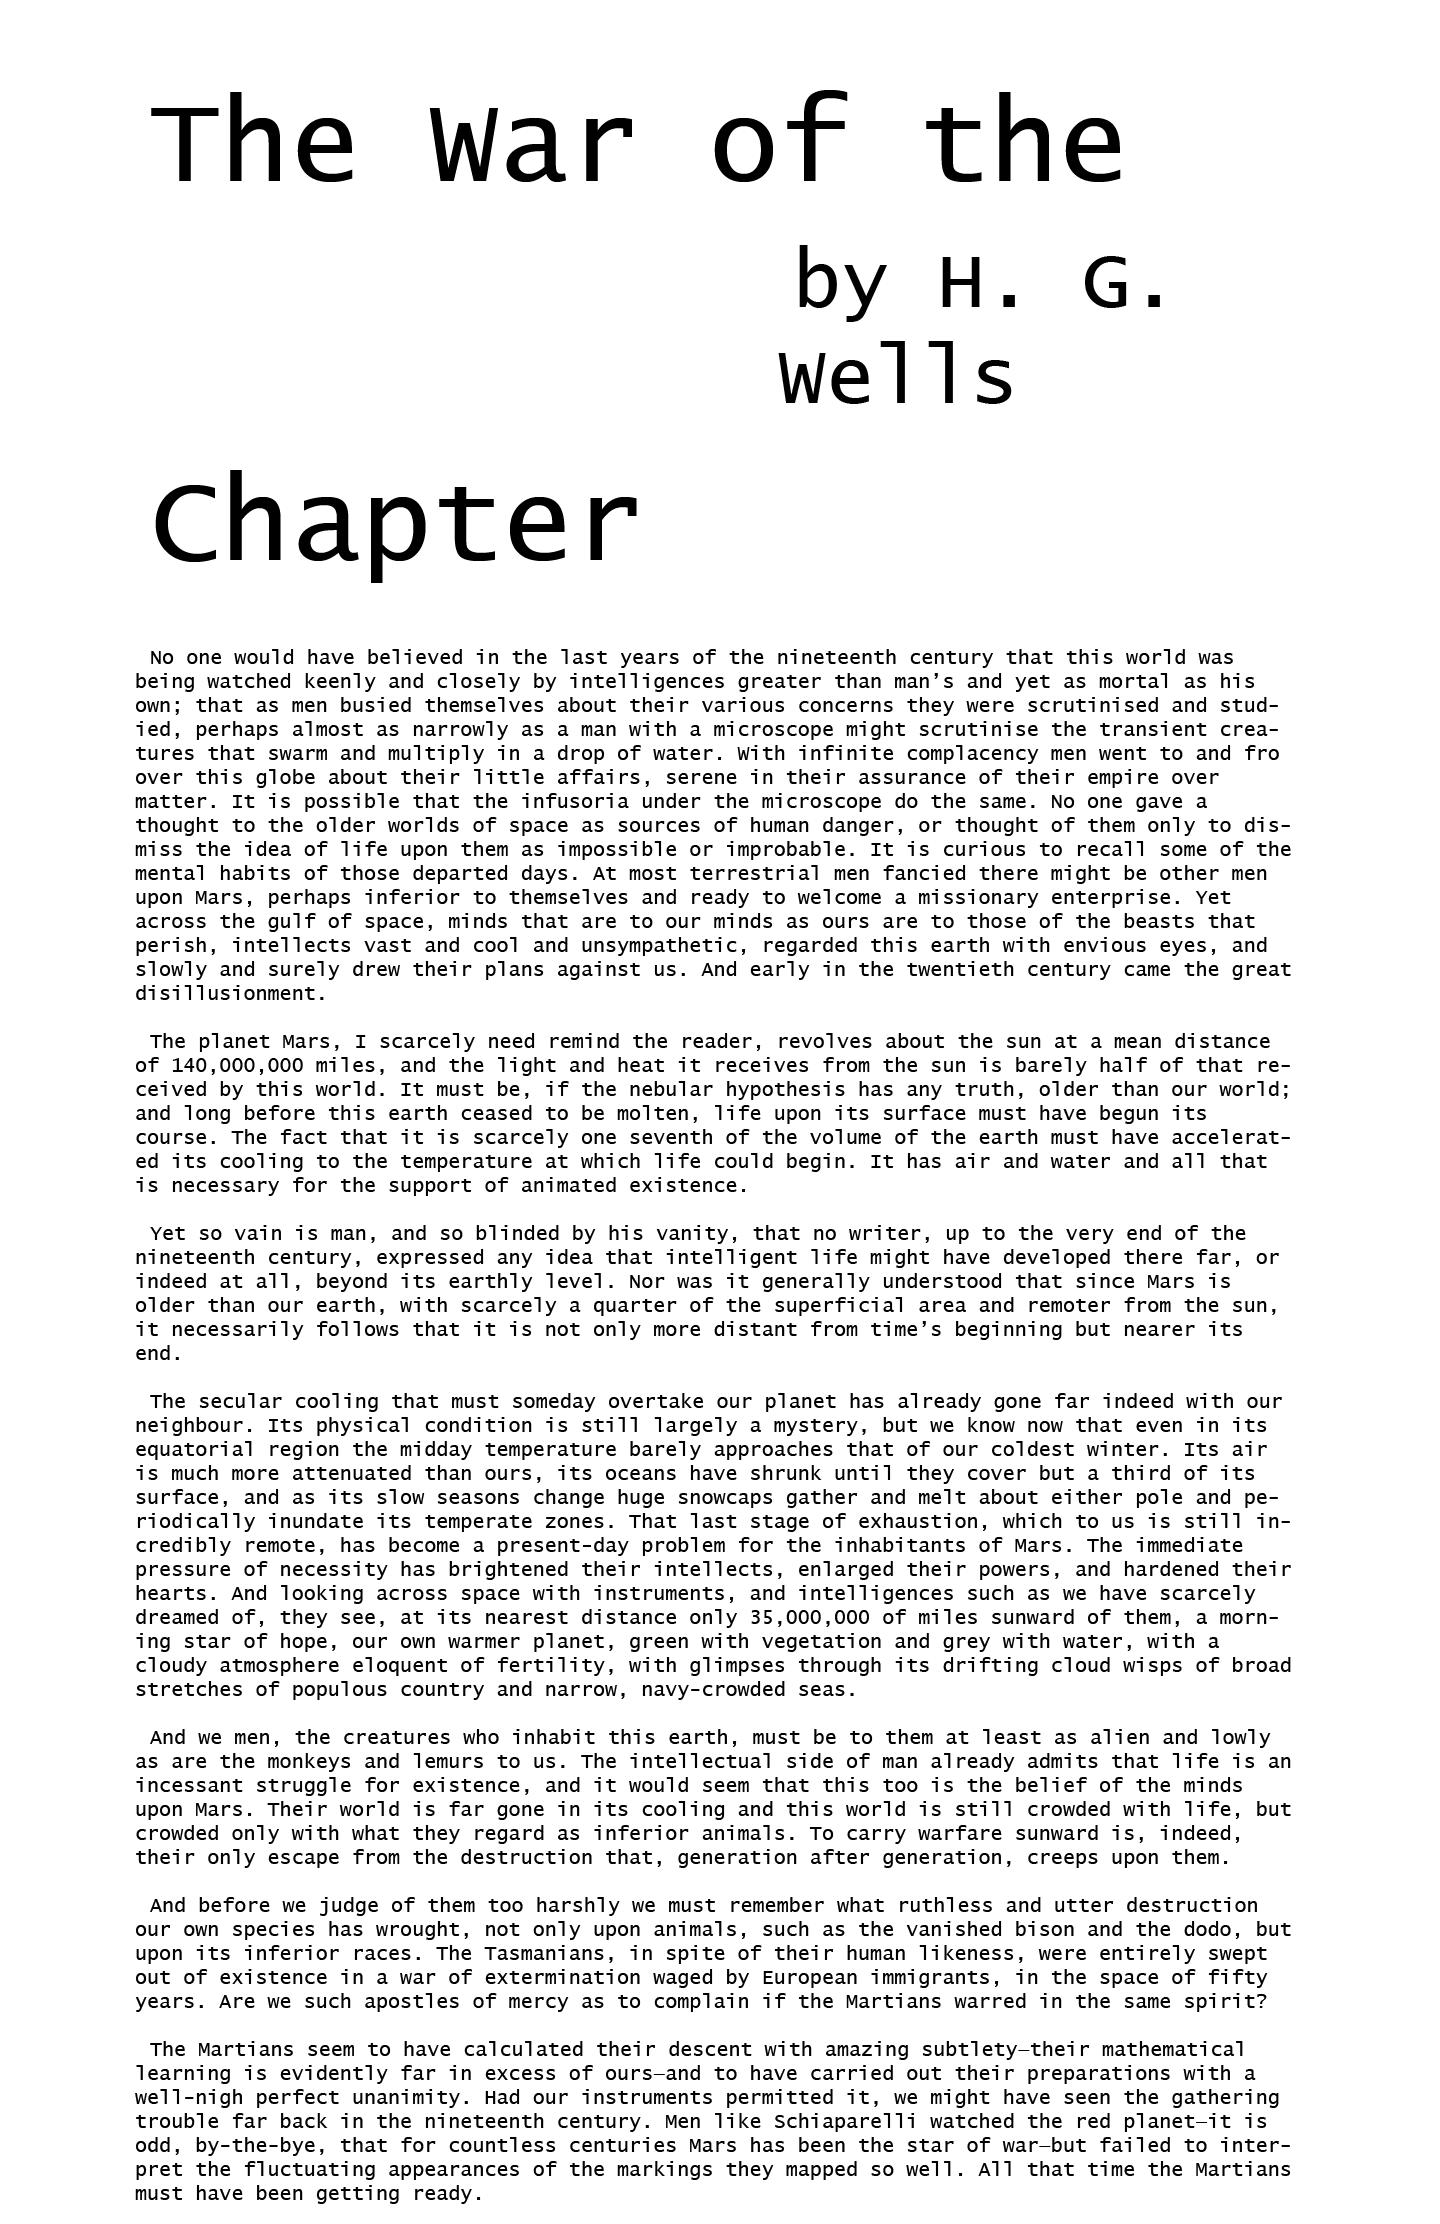 The War of the
by H. G.
Wells
Chapter
No one would have believed in the last years of the nineteenth century that this world was
being watched keenly and closely by intelligences greater than man’s and yet as mortal as his
own; that as men busied themselves about their various concerns they were scrutinised and stud-
ied, perhaps almost as narrowly as a man with a microscope might scrutinise the transient crea-
tures that swarm and multiply in a drop of water. With infinite complacency men went to and fro
over this globe about their little affairs, serene in their assurance of their empire over
matter. It is possible that the infusoria under the microscope do the same. No one gave a
thought to the older worlds of space as sources of human danger, or thought of them only to dis-
miss the idea of life upon them as impossible or improbable. It is curious to recall some of the
mental habits of those departed days. At most terrestrial men fancied there might be other men
upon Mars, perhaps inferior to themselves and ready to welcome a missionary enterprise. Yet
across the gulf of space, minds that are to our minds as ours are to those of the beasts that
perish, intellects vast and cool and unsympathetic, regarded this earth with envious eyes, and
slowly and surely drew their plans against us. And early in the twentieth century came the great
disillusionment.
The planet Mars, I scarcely need remind the reader, revolves about the sun at a mean distance
of 140,000,000 miles, and the light and heat it receives from the sun is barely half of that re-
ceived by this world. It must be, if the nebular hypothesis has any truth, older than our world;
and long before this earth ceased to be molten, life upon its surface must have begun its
course. The fact that it is scarcely one seventh of the volume of the earth must have accelerat-
ed its cooling to the temperature at which life could begin. It has air and water and all that
is necessary for the support of animated existence.
Yet so vain is man, and so blinded by his vanity, that no writer, up to the very end of the
nineteenth century, expressed any idea that intelligent life might have developed there far, or
indeed at all, beyond its earthly level. Nor was it generally understood that since Mars is
older than our earth, with scarcely a quarter of the superficial area and remoter from the sun,
it necessarily follows that it is not only more distant from time’s beginning but nearer its
end.
The secular cooling that must someday overtake our planet has already gone far indeed with our
neighbour. Its physical condition is still largely a mystery, but we know now that even in its
equatorial region the midday temperature barely approaches that of our coldest winter. Its air
is much more attenuated than ours, its oceans have shrunk until they cover but a third of its
surface, and as its slow seasons change huge snowcaps gather and melt about either pole and pe-
riodically inundate its temperate zones. That last stage of exhaustion, which to us is still in-
credibly remote, has become a present-day problem for the inhabitants of Mars. The immediate
pressure of necessity has brightened their intellects, enlarged their powers, and hardened their
hearts. And looking across space with instruments, and intelligences such as we have scarcely
dreamed of, they see, at its nearest distance only 35,000,000 of miles sunward of them, a morn-
ing star of hope, our own warmer planet, green with vegetation and grey with water, with a
cloudy atmosphere eloquent of fertility, with glimpses through its drifting cloud wisps of broad
stretches of populous country and narrow, navy-crowded seas.
And we men, the creatures who inhabit this earth, must be to them at least as alien and lowly
as are the monkeys and lemurs to us. The intellectual side of man already admits that life is an
incessant struggle for existence, and it would seem that this too is the belief of the minds
upon Mars. Their world is far gone in its cooling and this world is still crowded with life, but
crowded only with what they regard as inferior animals. To carry warfare sunward is, indeed,
their only escape from the destruction that, generation after generation, creeps upon them.
And before we judge of them too harshly we must remember what ruthless and utter destruction
our own species has wrought, not only upon animals, such as the vanished bison and the dodo, but
upon its inferior races. The Tasmanians, in spite of their human likeness, were entirely swept
out of existence in a war of extermination waged by European immigrants, in the space of fifty
years. Are we such apostles of mercy as to complain if the Martians warred in the same spirit?
The Martians seem to have calculated their descent with amazing subtlety—their mathematical
learning is evidently far in excess of ours—and to have carried out their preparations with a
well-nigh perfect unanimity. Had our instruments permitted it, we might have seen the gathering
trouble far back in the nineteenth century. Men like Schiaparelli watched the red planet—it is
odd, by-the-bye, that for countless centuries Mars has been the star of war—but failed to inter-
pret the fluctuating appearances of the markings they mapped so well. All that time the Martians
must have been getting ready.